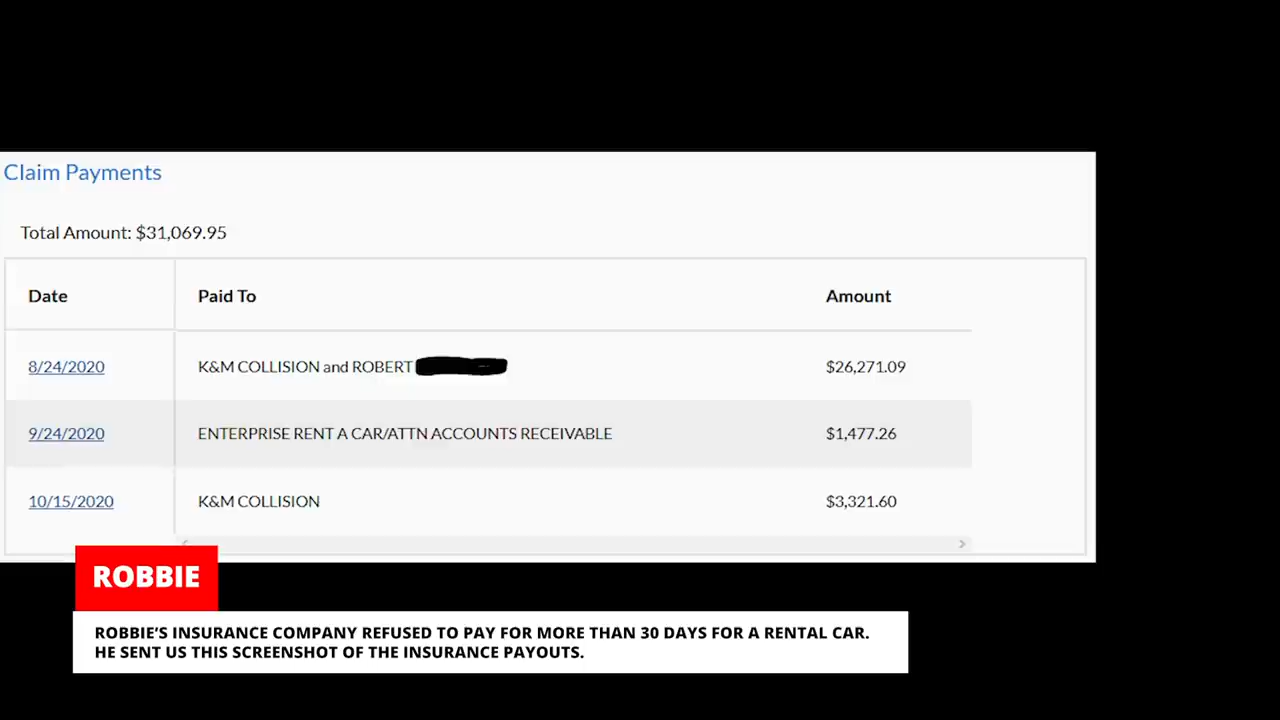 Claim Payments
Total Amount: $31,069.95
Date Paid To Amount
8/24/2020 K&M COLLISION and ROBERT $26,271.09
9/24/2020 ENTERPRISE RENT A CAR/ATTN ACCOUNTS RECEIVABLE $1,477.26
10/15/2020 K&M COLLISION $3,321.60
ROBBIE
ROBBIE'S INSURANCE COMPANY REFUSED TO PAY FOR MORE THAN 30 DAYS FOR A RENTAL CAR.
HE SENT US THIS SCREENSHOT OF THE INSURANCE PAYOUTS.